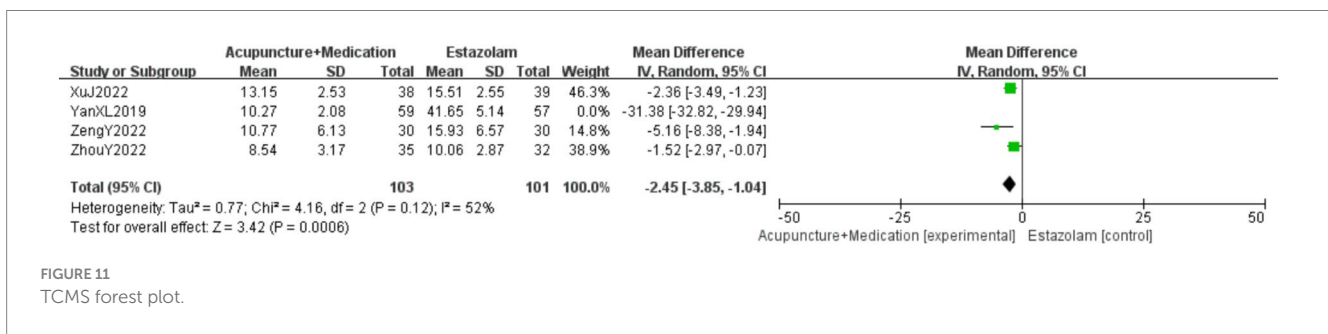 Acupuncture+Medication Estazolam Mean Difference Mean Difference
Study or Subgroup Mean SD Total Mean SD Total Weight IV, Random, 95% CI IV, Random, 95% CI
XuJ2022 13.15 2.53 38 15.51 2.55 39 46.3% -2.36 [-3.49, -1.23]
YanXL2019 10.27 2.08 59 41.65 5.14 57 0.0% -31.38 [-32.82, -29.94]
ZengY2022 10.77 6.13 30 15.93 6.57 30 14.8% -5.16 [-8.38, -1.94]
ZhouY2022 8.54 3.17 35 10.06 2.87 32 38.9% -1.52 [-2.97, -0.07]
Total (95% CI) 103 101 100.0% -2.45 [-3.85, -1.04]
Heterogeneity: Tau² = 0.77; Chi² = 4.16, df = 2 (P = 0.12); I² = 52%
Test for overall effect: Z = 3.42 (P = 0.0006)
-50 -25 0 25 50
Acupuncture+Medication [experimental] Estazolam [control]
FIGURE 11
TCMS forest plot.